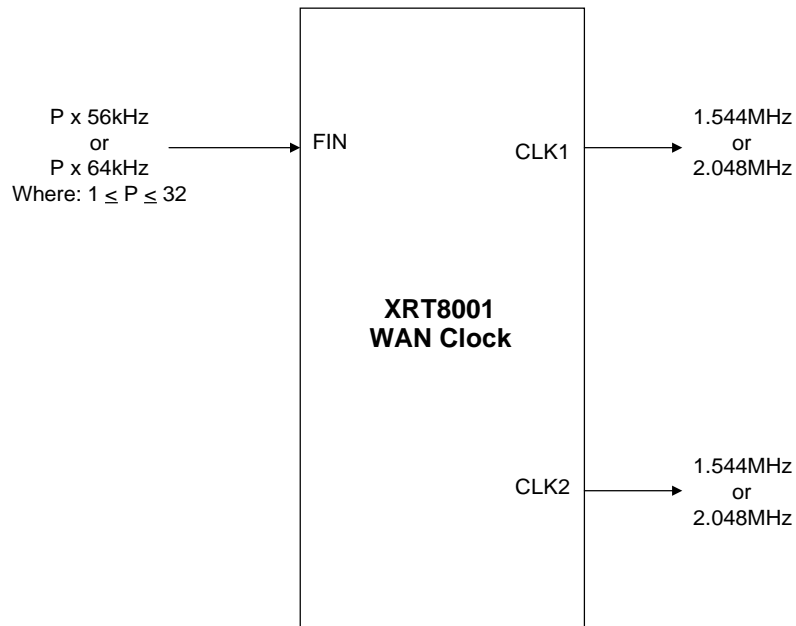 P x 56kHz
or
P x 64kHz
Where: 1 ≤ P ≤ 32
FIN
CLK1
1.544MHz
or
2.048MHz
XRT8001
WAN Clock
CLK2
1.544MHz
or
2.048MHz